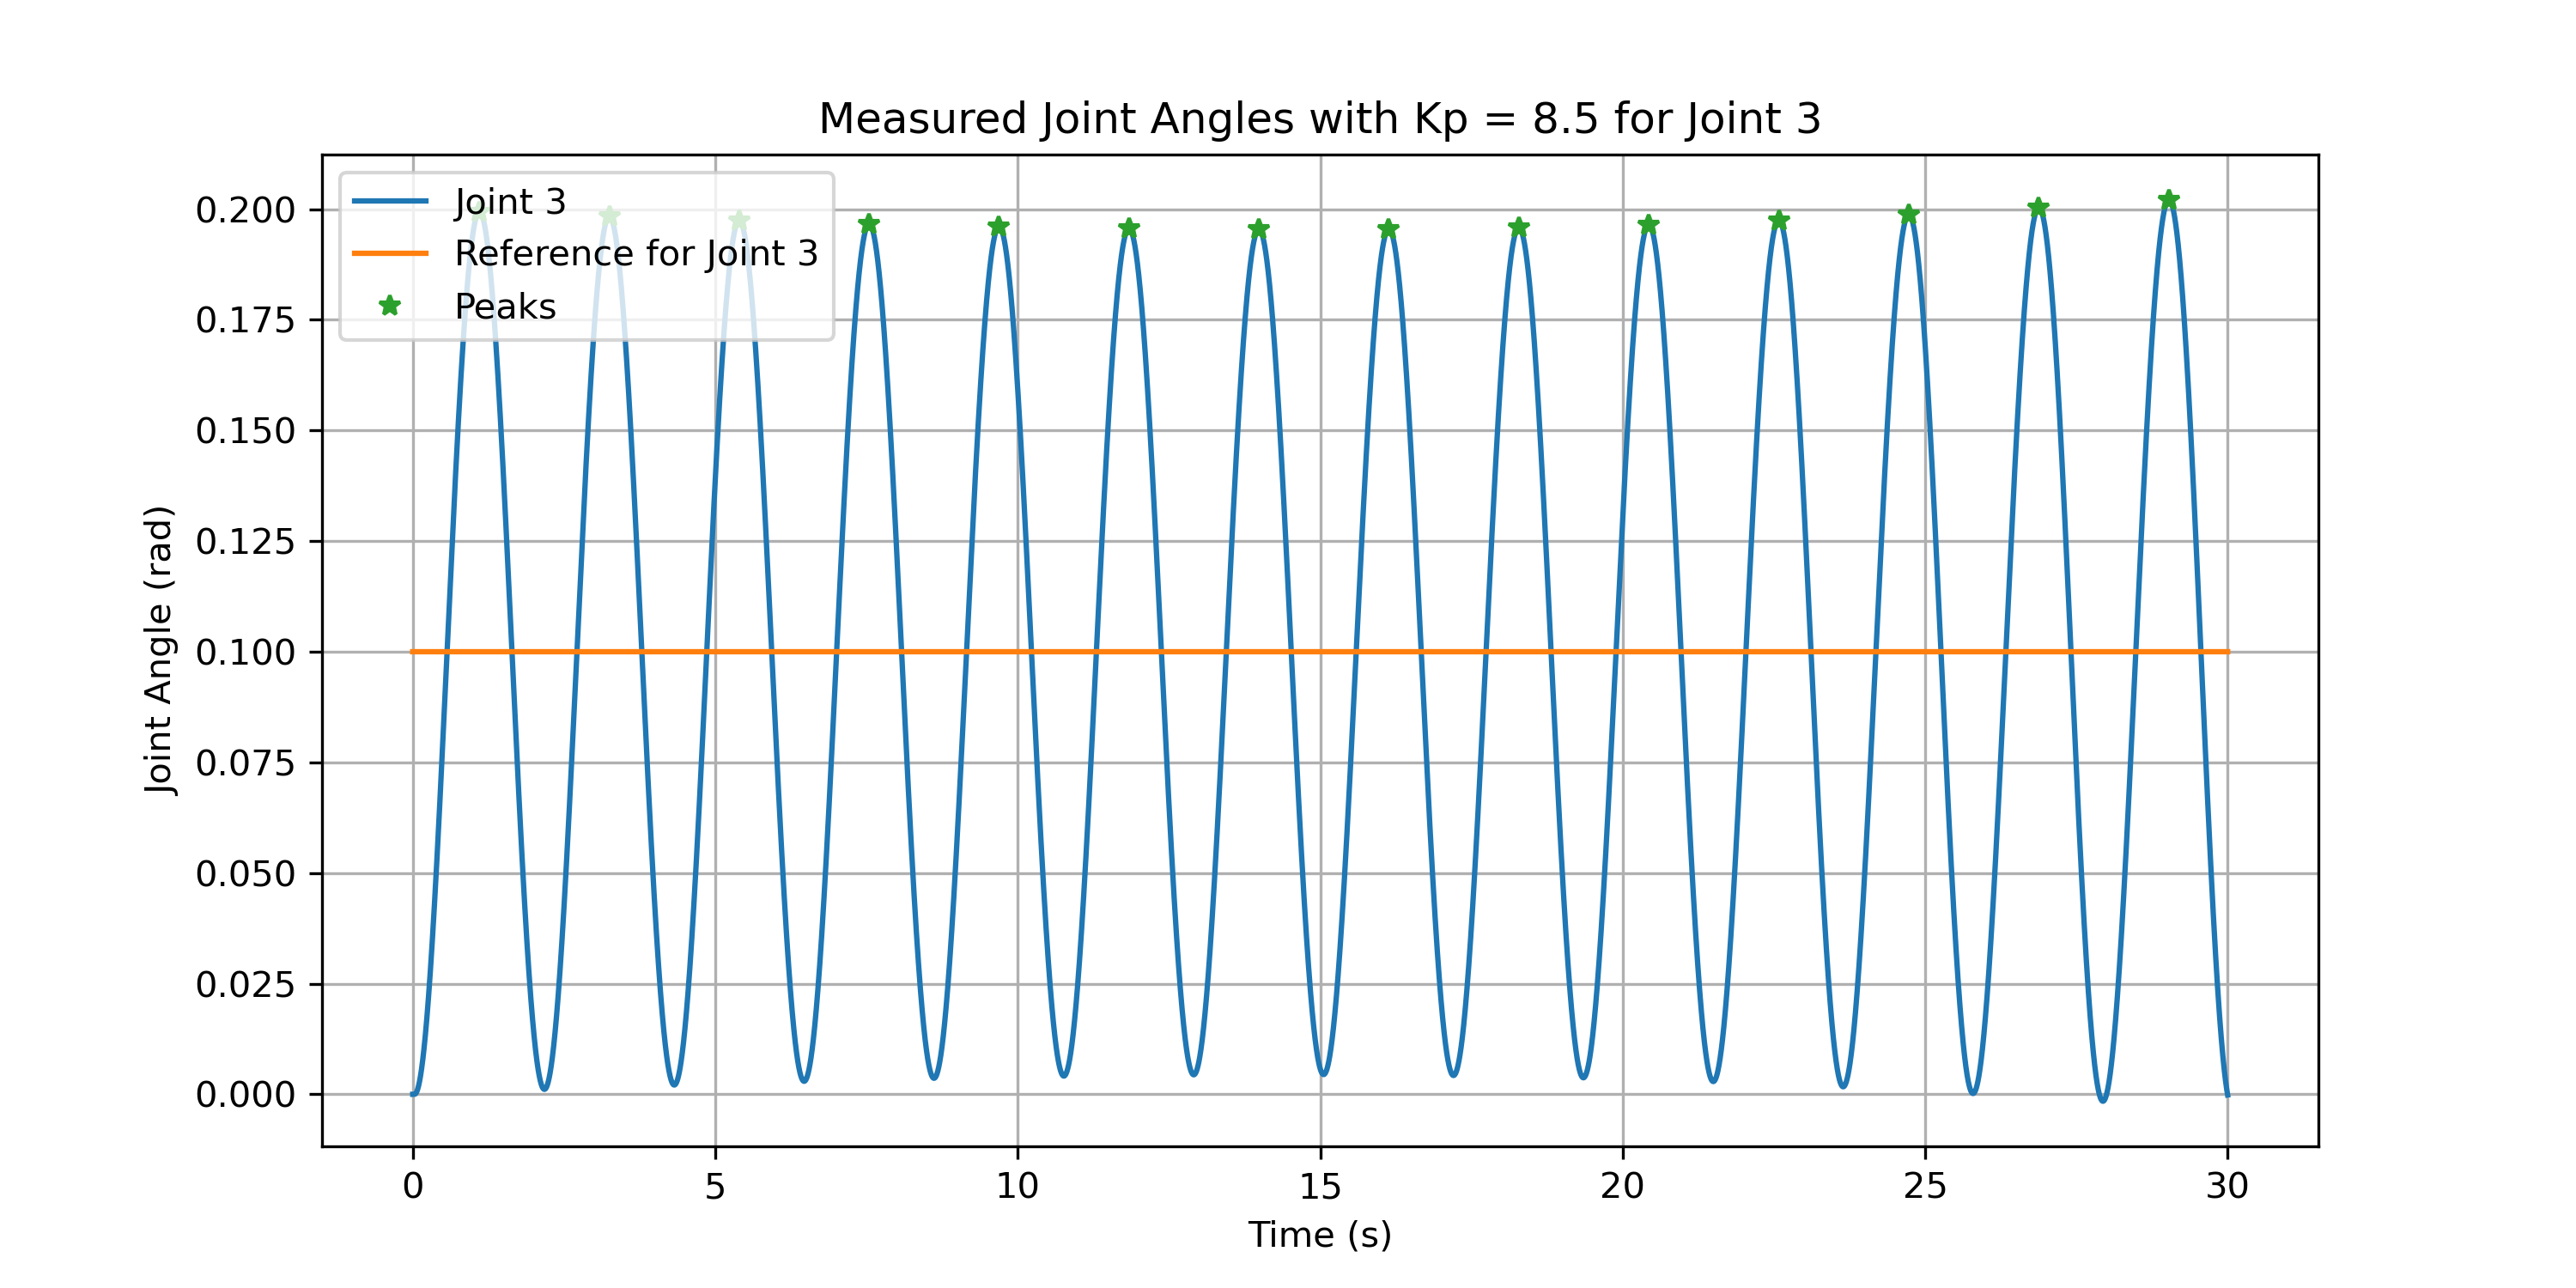 Measured Joint Angles with Kp = 8.5 for Joint 3
Joint 3
Reference for Joint 3
Peaks
Joint Angle (rad)
0.200
0.175
0.150
0.125
0.100
0.075
0.050
0.025
0.000
0 5 10 15 20 25 30
Time (s)